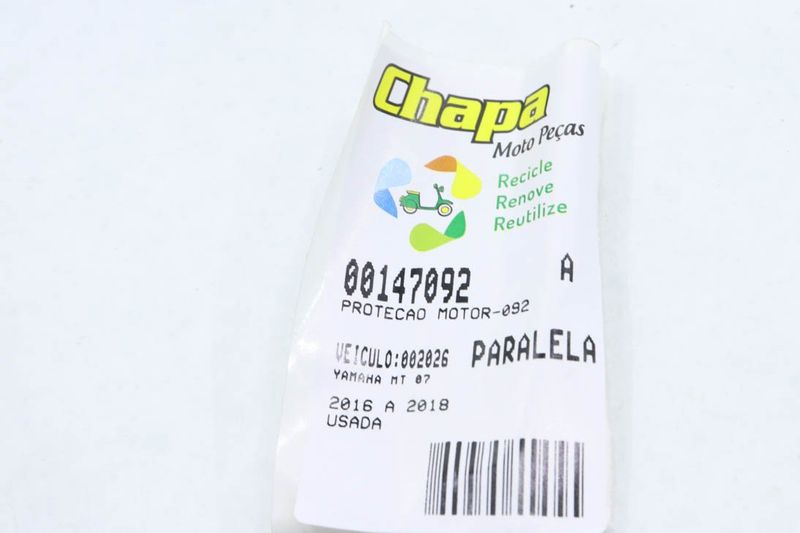 Chapa
Moto Peças
Recicle
Renove
Reutilize
00147092 A
PROTECAO MOTOR-092
VEICULO:002026 PARALELA
YAMAHA MT 07
2016 A 2018
USADA